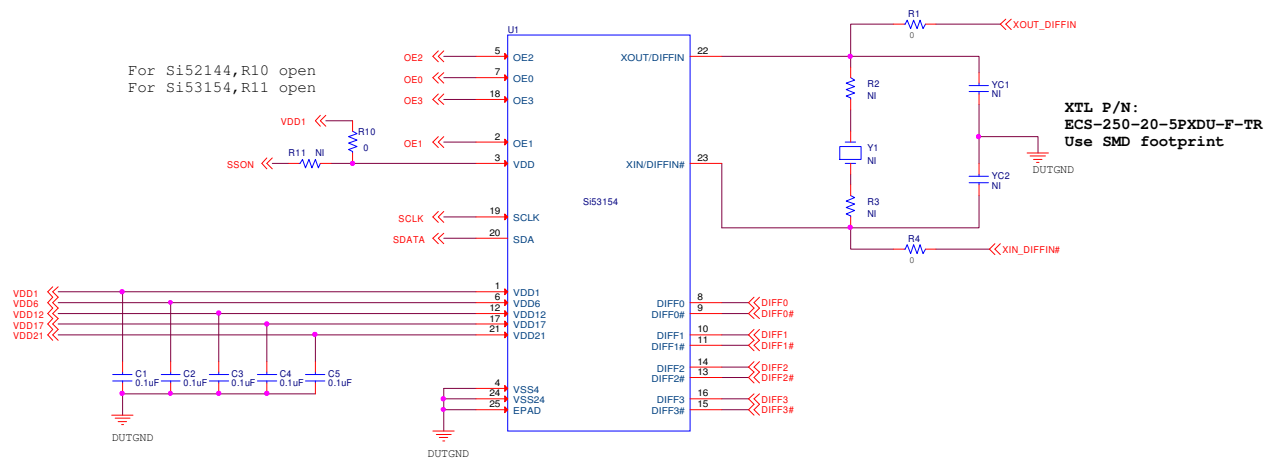 R1
0
XOUT_DIFFIN
U1
For Si52144,R10 open
For Si53154,R11 open
OE2
5
OE2
OE0
7
OE0
OE3
18
OE3
VDD1
R10
0
OE1
2
OE1
SSON
R11 NI
3
VDD
SCLK
19
SCLK
SDATA
20
SDA
Si53154
XOUT/DIFFIN
22
XIN/DIFFIN#
23
R2
NI
Y1
NI
R3
NI
YC1
NI
YC2
NI
DUTGND
XTL P/N:
ECS-250-20-5PXDU-F-TR
Use SMD footprint
R4
0
XIN_DIFFIN#
VDD1
1
VDD1
VDD6
6
VDD6
VDD12
12
VDD12
VDD17
17
VDD17
VDD21
21
VDD21
DIFF0
8
DIFF0
DIFF0#
9
DIFF0#
DIFF1
10
DIFF1
DIFF1#
11
DIFF1#
DIFF2
14
DIFF2
DIFF2#
13
DIFF2#
DIFF3
16
DIFF3
DIFF3#
15
DIFF3#
C1
0.1uF
C2
0.1uF
C3
0.1uF
C4
0.1uF
C5
0.1uF
4
VSS4
24
VSS24
25
EPAD
DUTGND
DUTGND